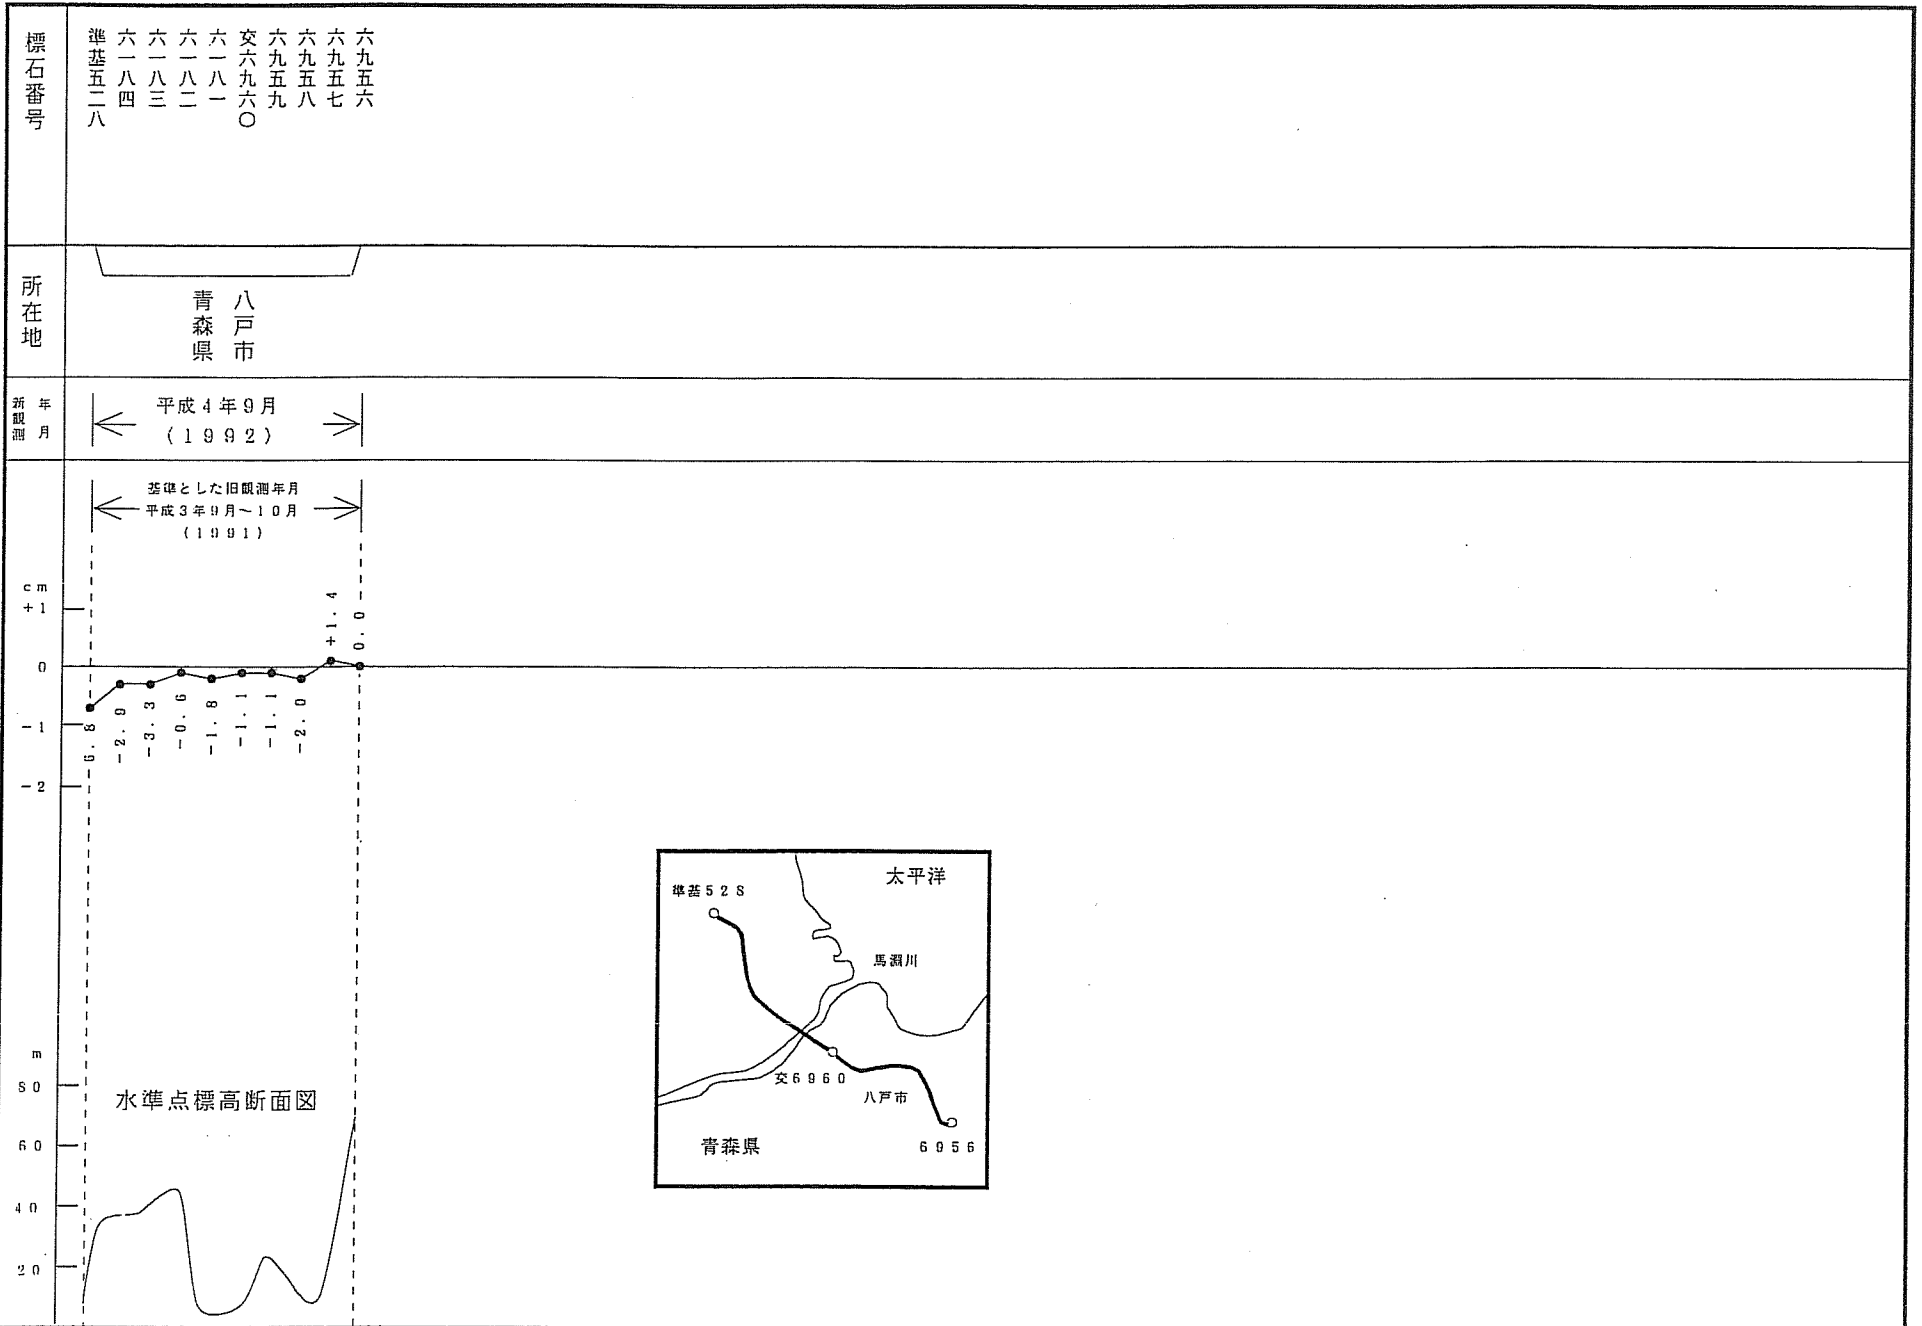 標石番号
準基五二八
六一八四
六一八三
六一八二
六一八一
交六九六〇
六九五九
六九五八
六九五七
六九五六
所在地
青森県
八戸市
新観測
年月
平成4年9月
(1992)
基準とした旧観測年月
平成3年9月~10月
(1991)
cm
+1
0
-1
-2
6.8
-2.9
-3.3
-0.6
-1.8
-1.1
-1.1
-2.0
+1.4
0.0
太平洋
準基528
馬淵川
交6960
八戸市
青森県
6956
m
80
60
40
20
水準点標高断面図